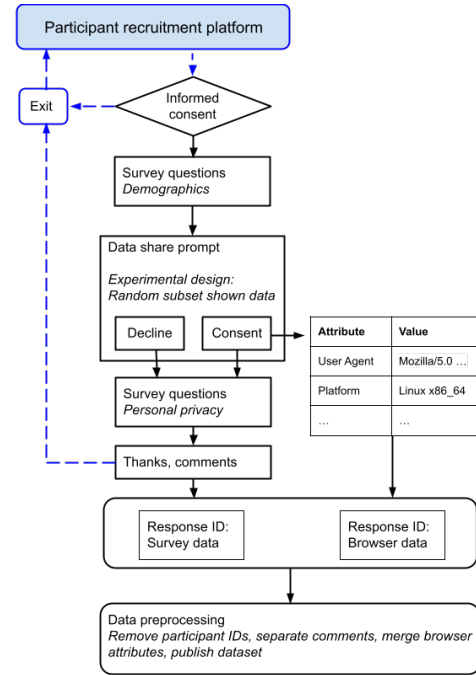 Participant recruitment platform
Informed
consent
Exit
Survey questions
Demographics
Data share prompt
Experimental design:
Random subset shown data
Decline
Consent
Attribute
Value
User Agent
Mozilla/5.0 ...
Platform
Linux x86_64
...
...
Survey questions
Personal privacy
Thanks, comments
Response ID:
Survey data
Response ID:
Browser data
Data preprocessing
Remove participant IDs, separate comments, merge browser
attributes, publish dataset